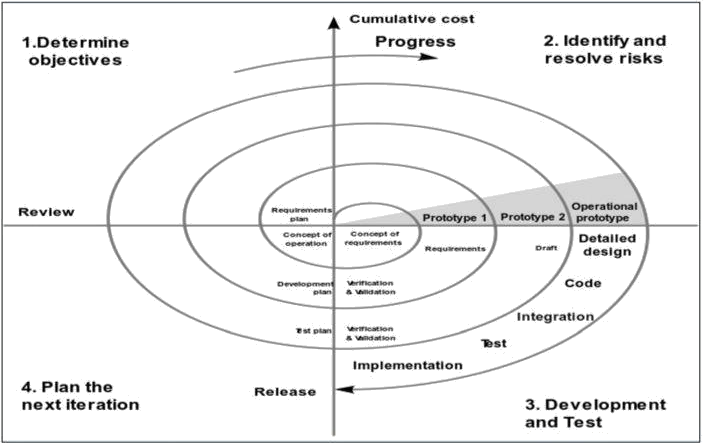 Cumulative cost
Progress
1.Determine
objectives
2. Identify and
resolve risks
Review
Requirements
plan
Prototype 1
Prototype 2
Operational
prototype
Concept of
operation
Concept of
requirements
Requirements
Draft
Detailed
design
Development
plan
Verification
& Validation
Code
Integration
Test plan
Verification
& Validation
Test
Implementation
4. Plan the
next iteration
Release
3. Development
and Test